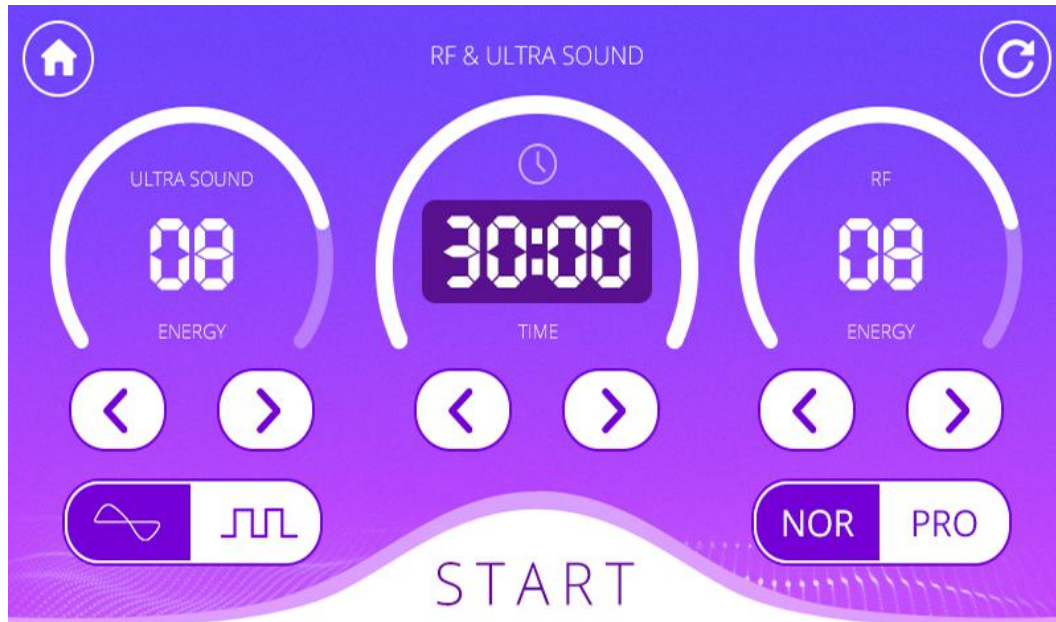 RF & ULTRA SOUND
ULTRA SOUND
08
ENERGY
30:00
TIME
RF
08
ENERGY
NOR PRO
START